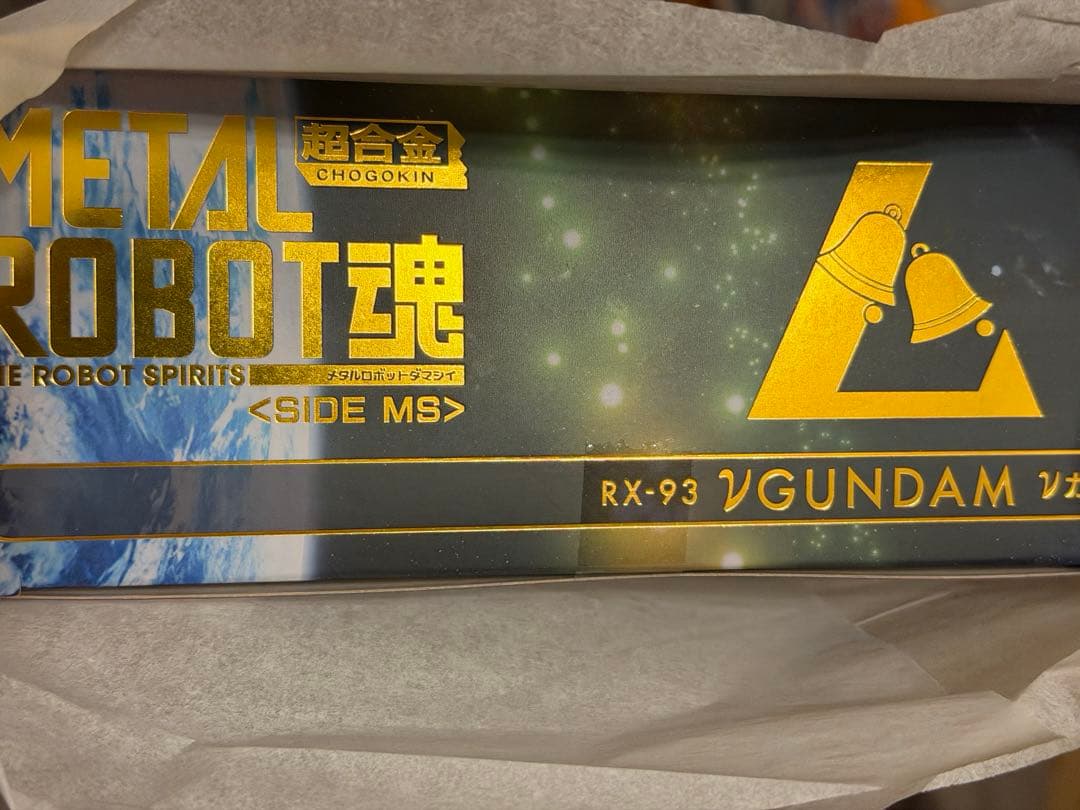 METAL
超合金
CHOGOKIN
ROBOT魂
THE ROBOT SPIRITS
メタルロボットダマシイ
<SIDE MS>
RX-93 νGUNDAM ν